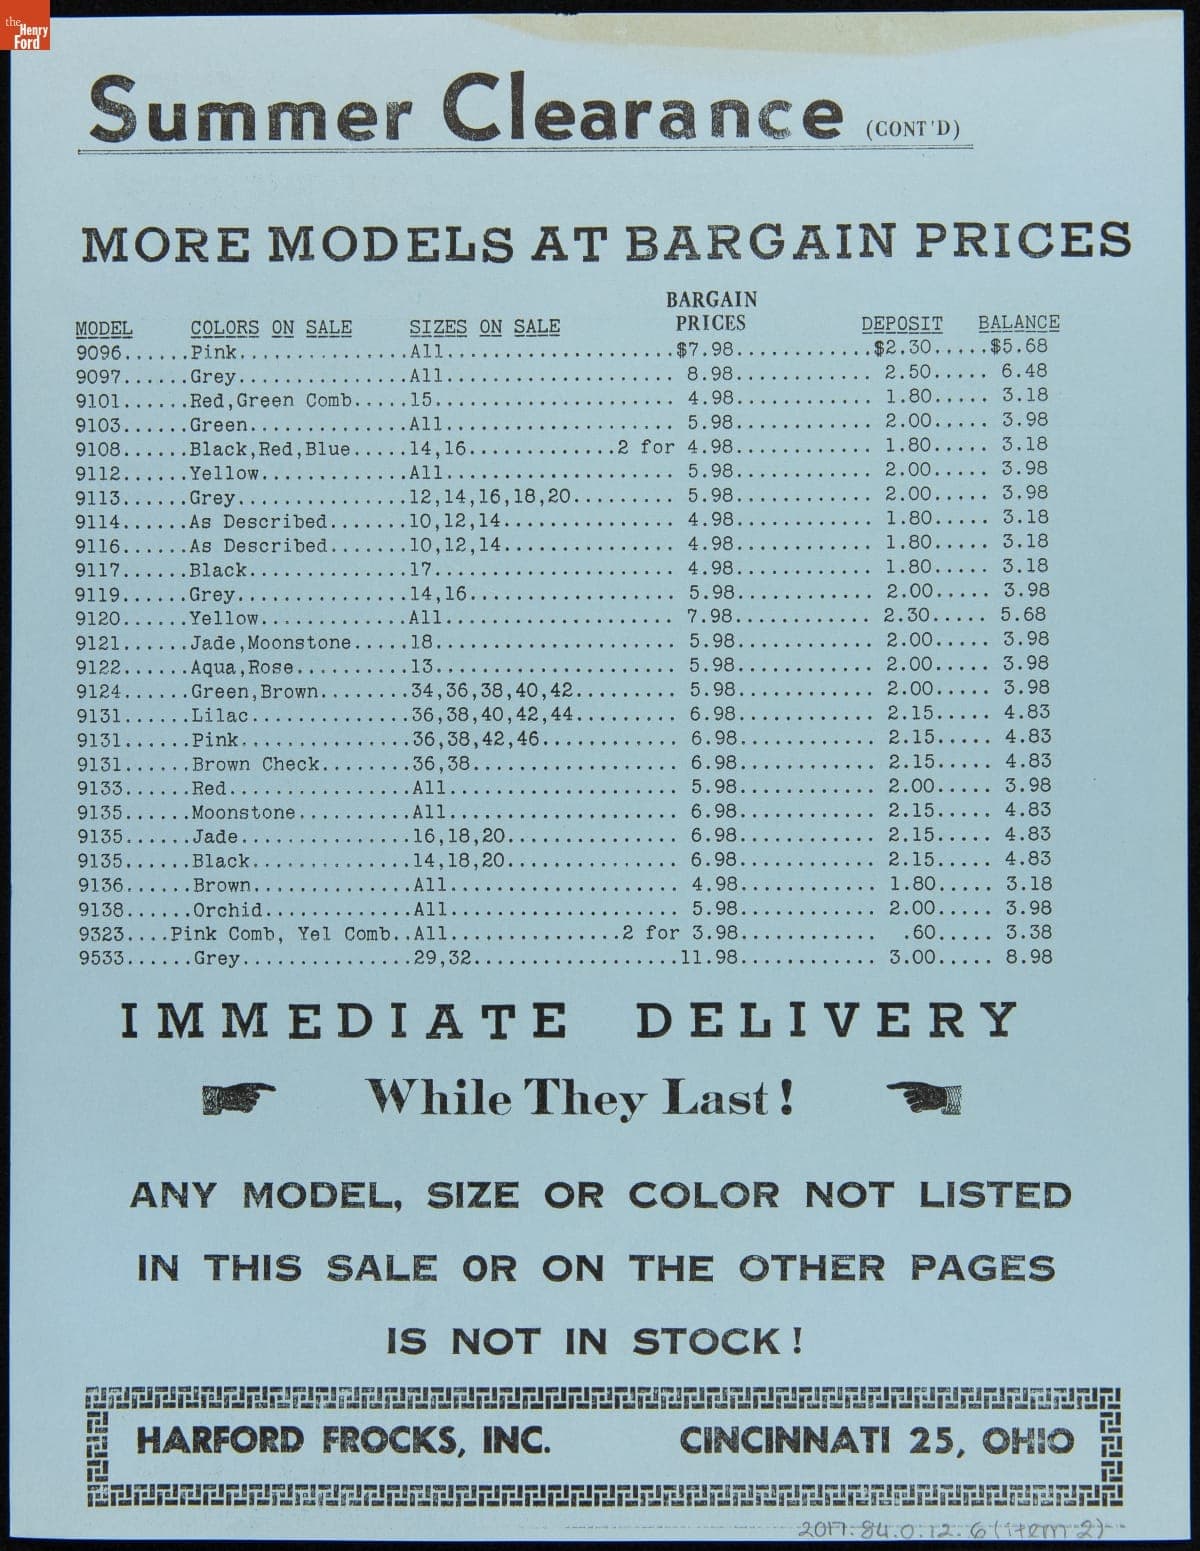 the
Henry
Ford
Summer Clearance (CONT'D)
MORE MODELS AT BARGAIN PRICES
BARGAIN
MODEL COLORS ON SALE SIZES ON SALE PRICES DEPOSIT BALANCE
9096......Pink...............All....................$7.98............$2.30.....$5.68
9097......Grey...............All.................... 8.98............ 2.50..... 6.48
9101......Red,Green Comb.....15..................... 4.98............ 1.80..... 3.18
9103......Green..............All.................... 5.98............ 2.00..... 3.98
9108......Black,Red,Blue.....14,16.............2 for 4.98............ 1.80..... 3.18
9112......Yellow.............All.................... 5.98............ 2.00..... 3.98
9113......Grey...............12,14,16,18,20......... 5.98............ 2.00..... 3.98
9114......As Described.......10,12,14............... 4.98............ 1.80..... 3.18
9116......As Described.......10,12,14............... 4.98............ 1.80..... 3.18
9117......Black..............17..................... 4.98............ 1.80..... 3.18
9119......Grey...............14,16.................. 5.98............ 2.00..... 3.98
9120......Yellow.............All.................... 7.98............ 2.30..... 5.68
9121......Jade,Moonstone.....18..................... 5.98............ 2.00..... 3.98
9122......Aqua,Rose..........13..................... 5.98............ 2.00..... 3.98
9124......Green,Brown........34,36,38,40,42......... 5.98............ 2.00..... 3.98
9131......Lilac..............36,38,40,42,44......... 6.98............ 2.15..... 4.83
9131......Pink...............36,38,42,46............ 6.98............ 2.15..... 4.83
9131......Brown Check........36,38.................. 6.98............ 2.15..... 4.83
9133......Red................All.................... 5.98............ 2.00..... 3.98
9135......Moonstone..........All.................... 6.98............ 2.15..... 4.83
9135......Jade...............16,18,20............... 6.98............ 2.15..... 4.83
9135......Black..............14,18,20............... 6.98............ 2.15..... 4.83
9136......Brown..............All.................... 4.98............ 1.80..... 3.18
9138......Orchid.............All.................... 5.98............ 2.00..... 3.98
9323....Pink Comb, Yel Comb..All...............2 for 3.98............ .60..... 3.38
9533......Grey...............29,32..................11.98............ 3.00..... 8.98
IMMEDIATE DELIVERY
While They Last!
ANY MODEL, SIZE OR COLOR NOT LISTED
IN THIS SALE OR ON THE OTHER PAGES
IS NOT IN STOCK!
HARFORD FROCKS, INC. CINCINNATI 25, OHIO
2017.84.0.12.6 (item 2)